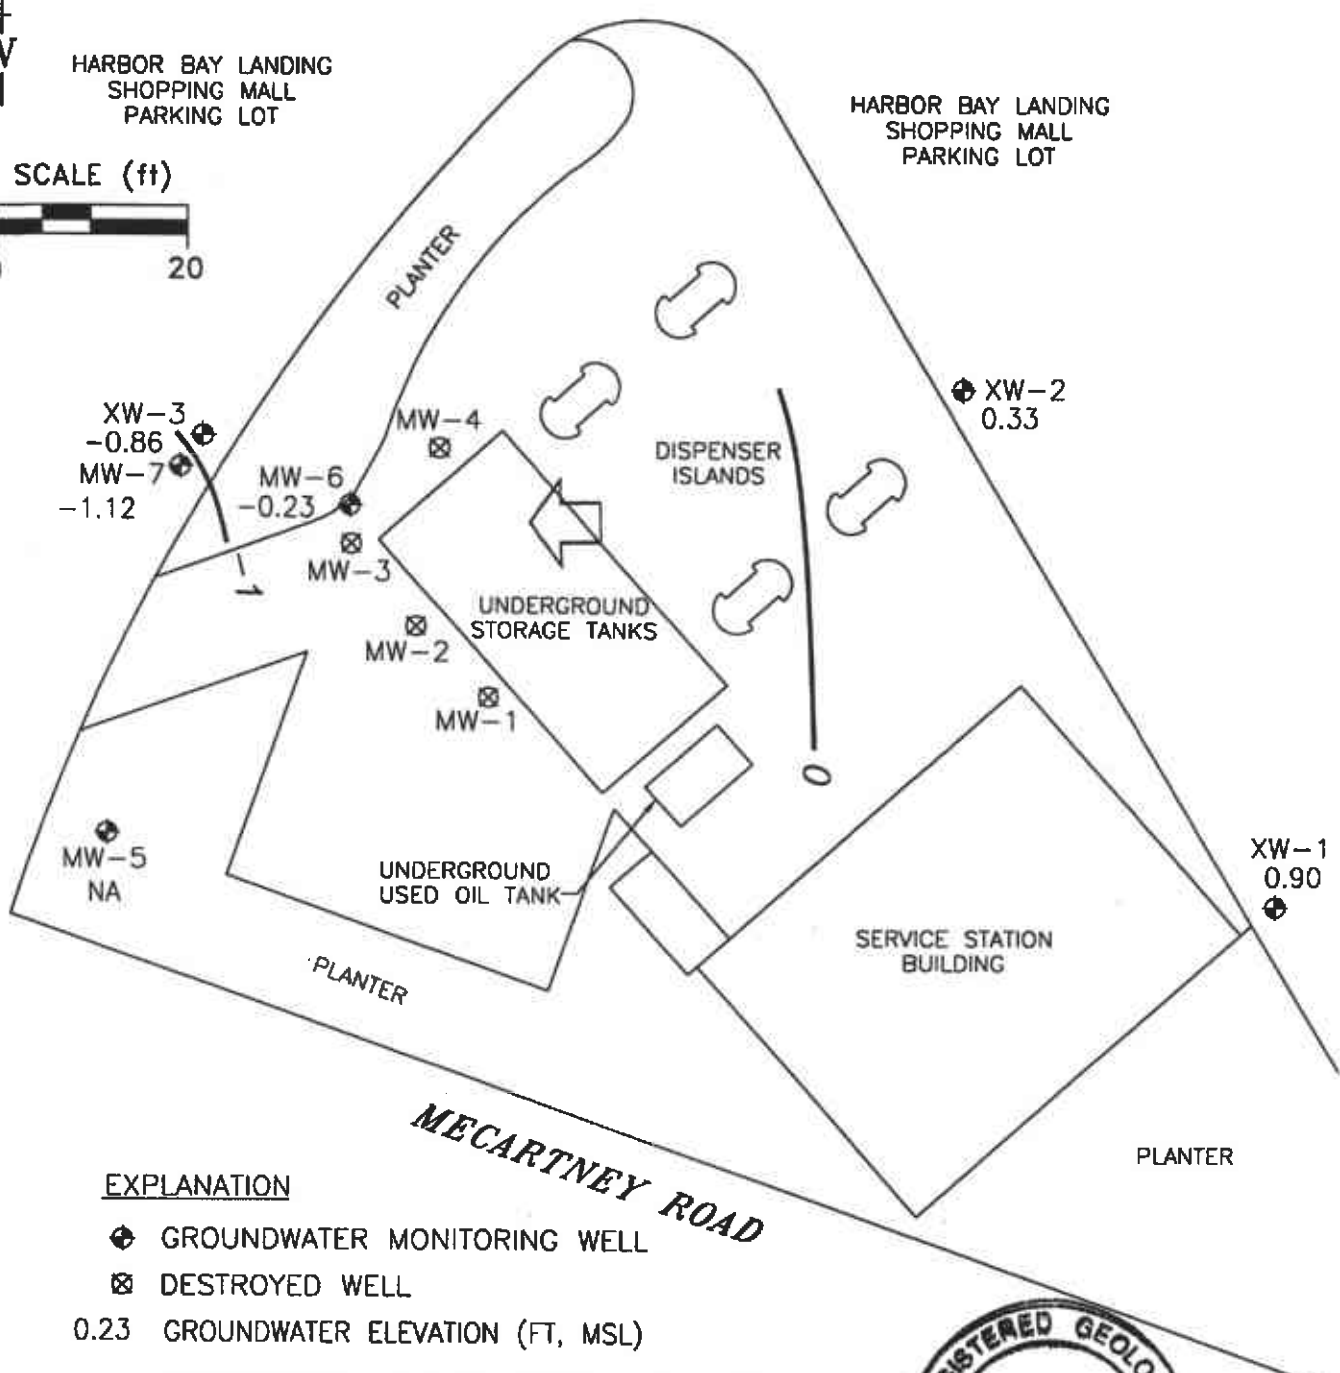 HARBOR BAY LANDING
SHOPPING MALL
PARKING LOT
HARBOR BAY LANDING
SHOPPING MALL
PARKING LOT
SCALE (ft)
20
PLANTER
XW-3
-0.86
MW-7
-1.12
MW-4
MW-6
-0.23
MW-3
-1
DISPENSER
ISLANDS
XW-2
0.33
UNDERGROUND
STORAGE TANKS
MW-2
MW-1
0
MW-5
NA
UNDERGROUND
USED OIL TANK
XW-1
0.90
SERVICE STATION
BUILDING
PLANTER
MECARTNEY ROAD
PLANTER
EXPLANATION
GROUNDWATER MONITORING WELL
DESTROYED WELL
0.23 GROUNDWATER ELEVATION (FT, MSL)